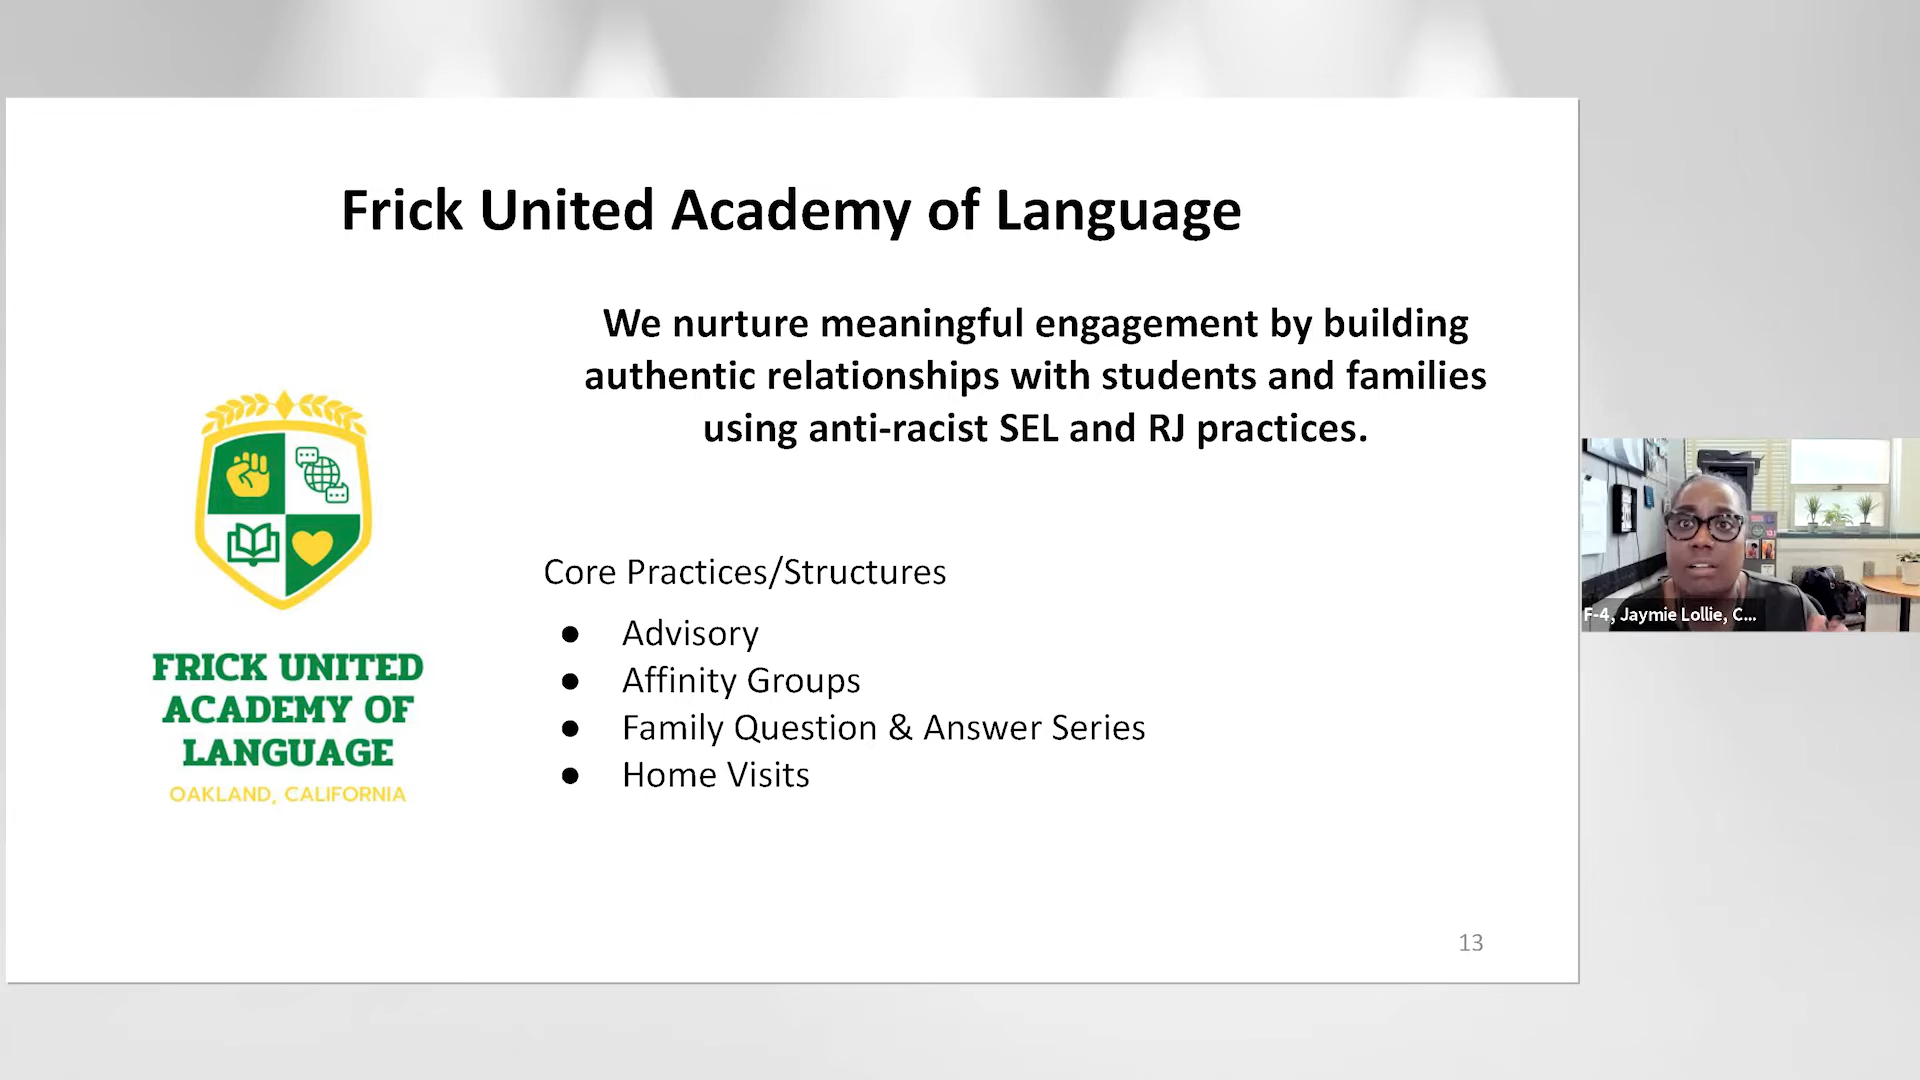 Frick United Academy of Language
We nurture meaningful engagement by building
authentic relationships with students and families
using anti-racist SEL and RJ practices.
FRICK UNITED
ACADEMY OF
LANGUAGE
OAKLAND, CALIFORNIA
Core Practices/Structures
● Advisory
● Affinity Groups
● Family Question & Answer Series
● Home Visits
13
F-4, Jaymie Lollie, C...